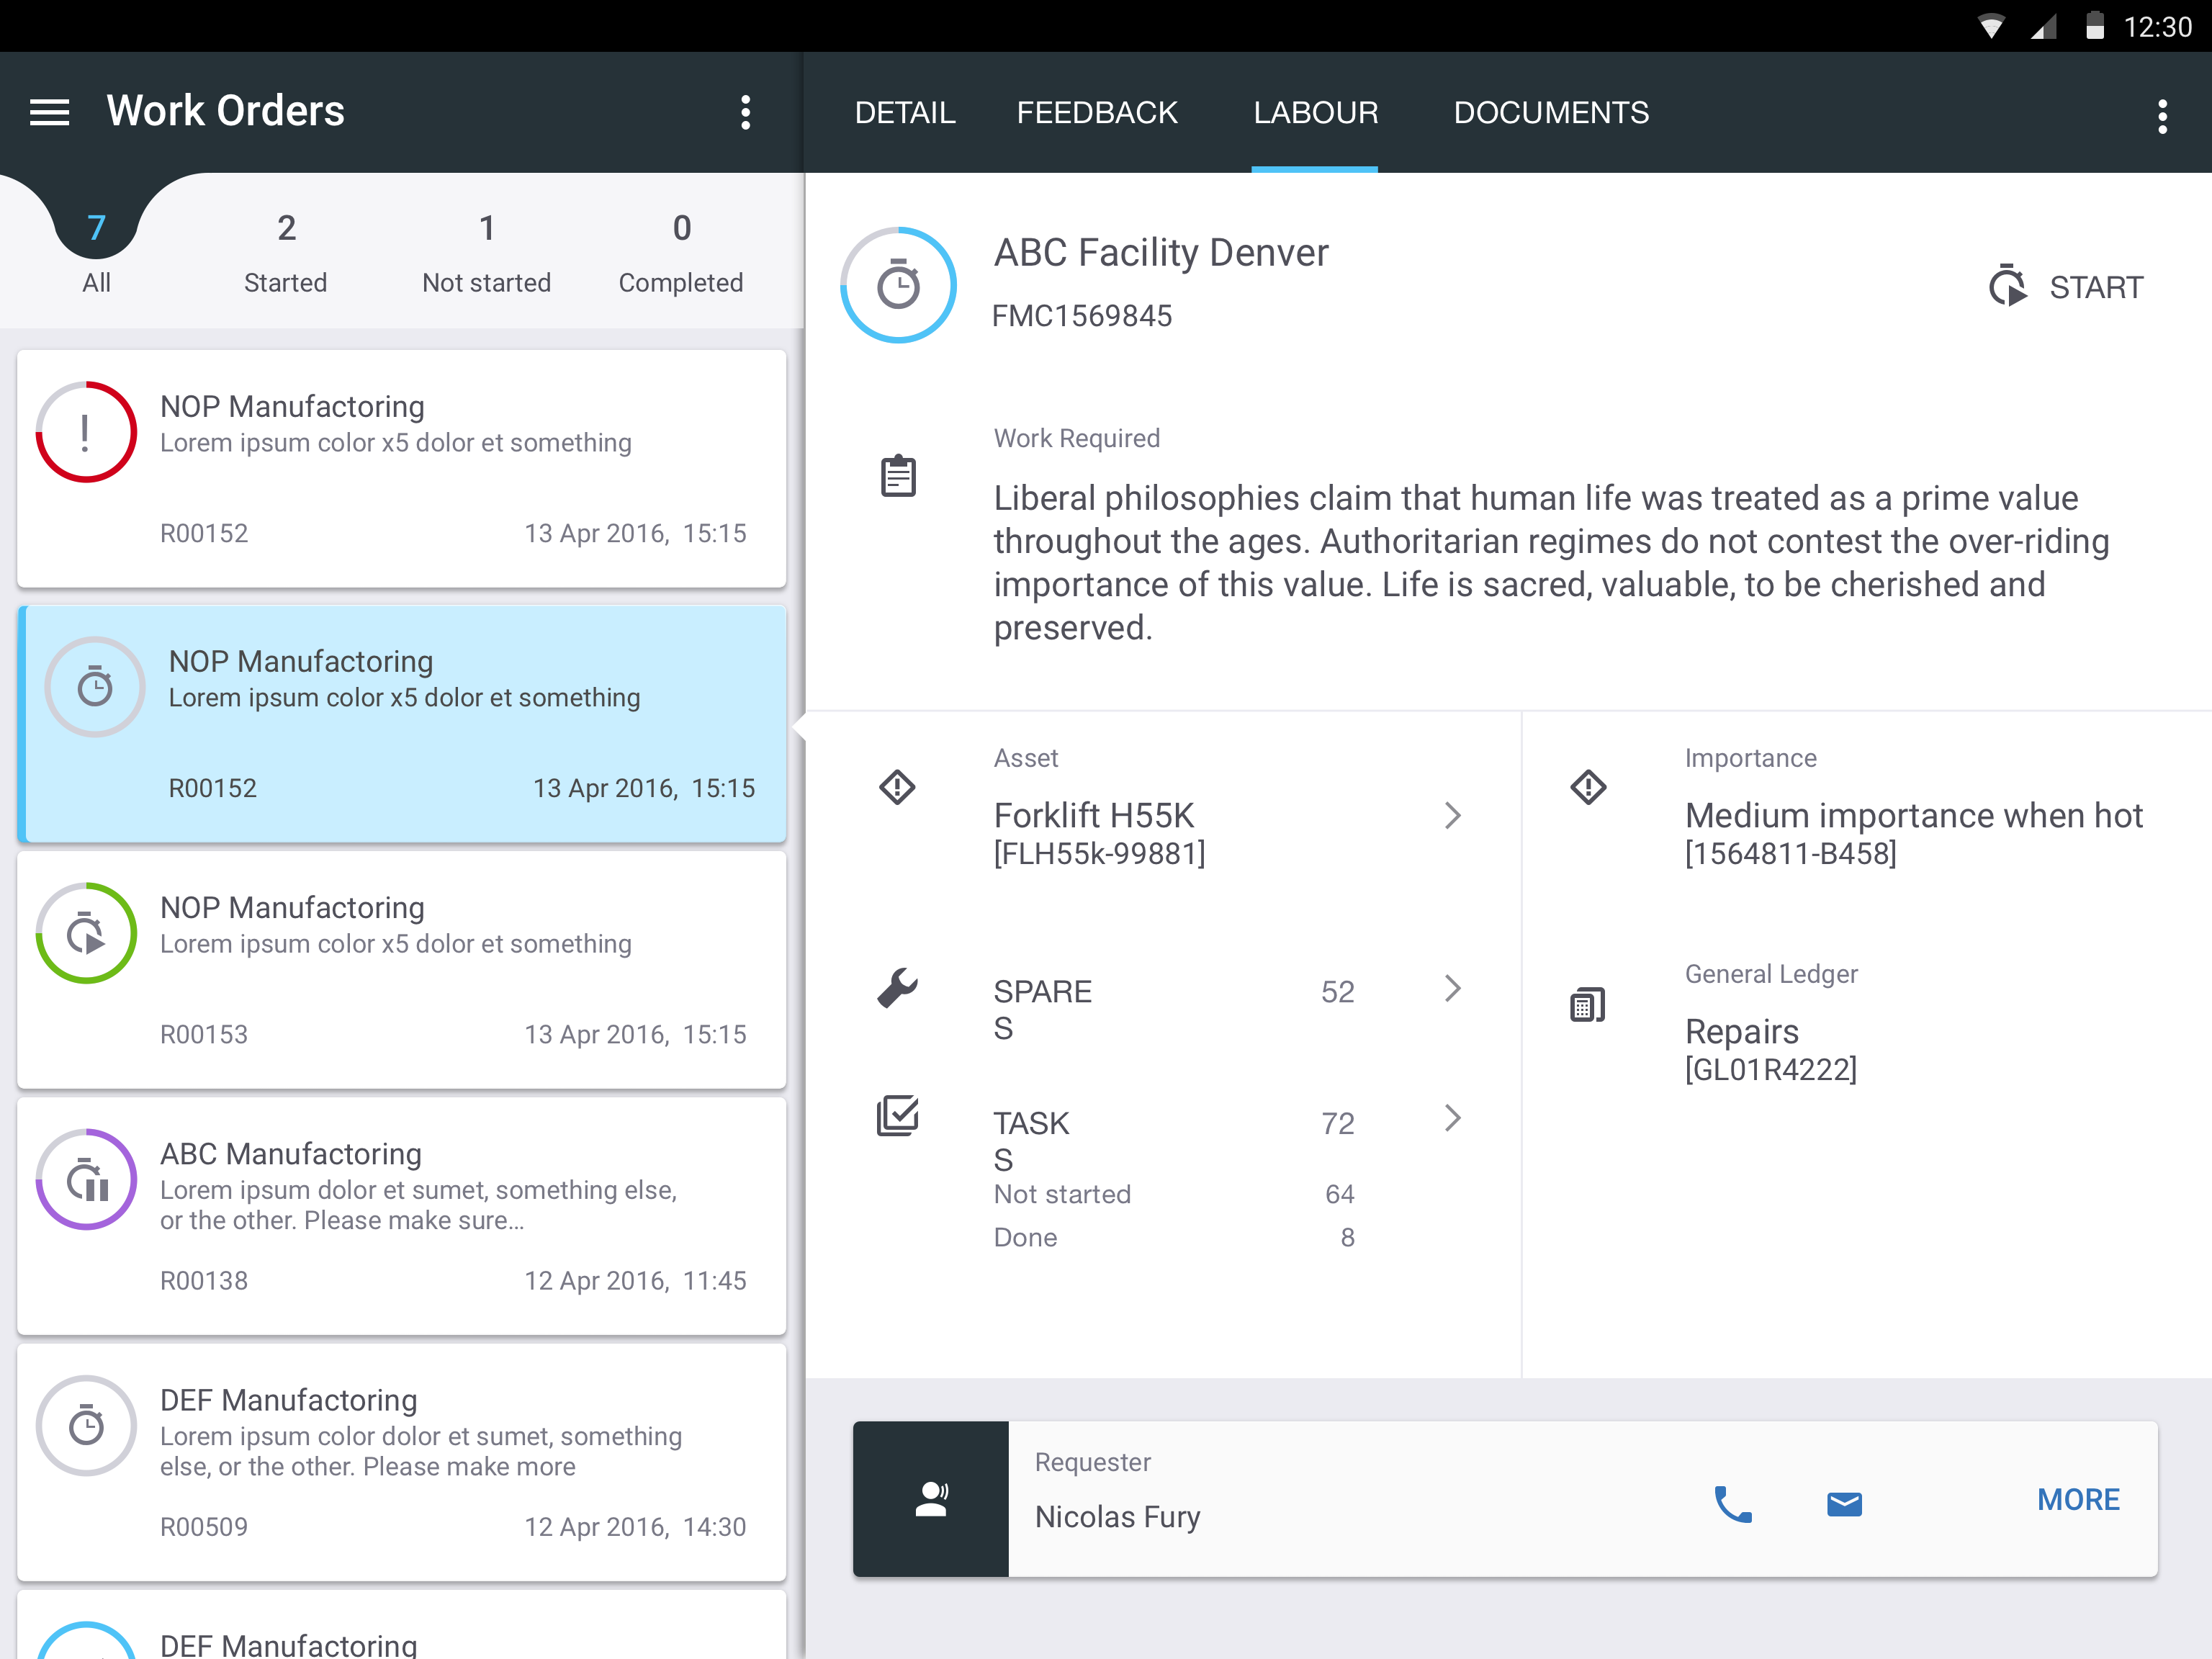 12:30
Work Orders
DETAIL FEEDBACK LABOUR DOCUMENTS
7 2 1 0
All Started Not started Completed
NOP Manufactoring
Lorem ipsum color x5 dolor et something
R00152 13 Apr 2016, 15:15
NOP Manufactoring
Lorem ipsum color x5 dolor et something
R00152 13 Apr 2016, 15:15
NOP Manufactoring
Lorem ipsum color x5 dolor et something
R00153 13 Apr 2016, 15:15
ABC Manufactoring
Lorem ipsum dolor et sumet, something else,
or the other. Please make sure...
R00138 12 Apr 2016, 11:45
DEF Manufactoring
Lorem ipsum color dolor et sumet, something
else, or the other. Please make more
R00509 12 Apr 2016, 14:30
DEF Manufactoring
ABC Facility Denver
FMC1569845
START
Work Required
Liberal philosophies claim that human life was treated as a prime value
throughout the ages. Authoritarian regimes do not contest the over-riding
importance of this value. Life is sacred, valuable, to be cherished and
preserved.
Asset
Forklift H55K
[FLH55k-99881]
SPARE 52
S
TASK 72
S
Not started 64
Done 8
Importance
Medium importance when hot
[1564811-B458]
General Ledger
Repairs
[GL01R4222]
Requester
Nicolas Fury
MORE